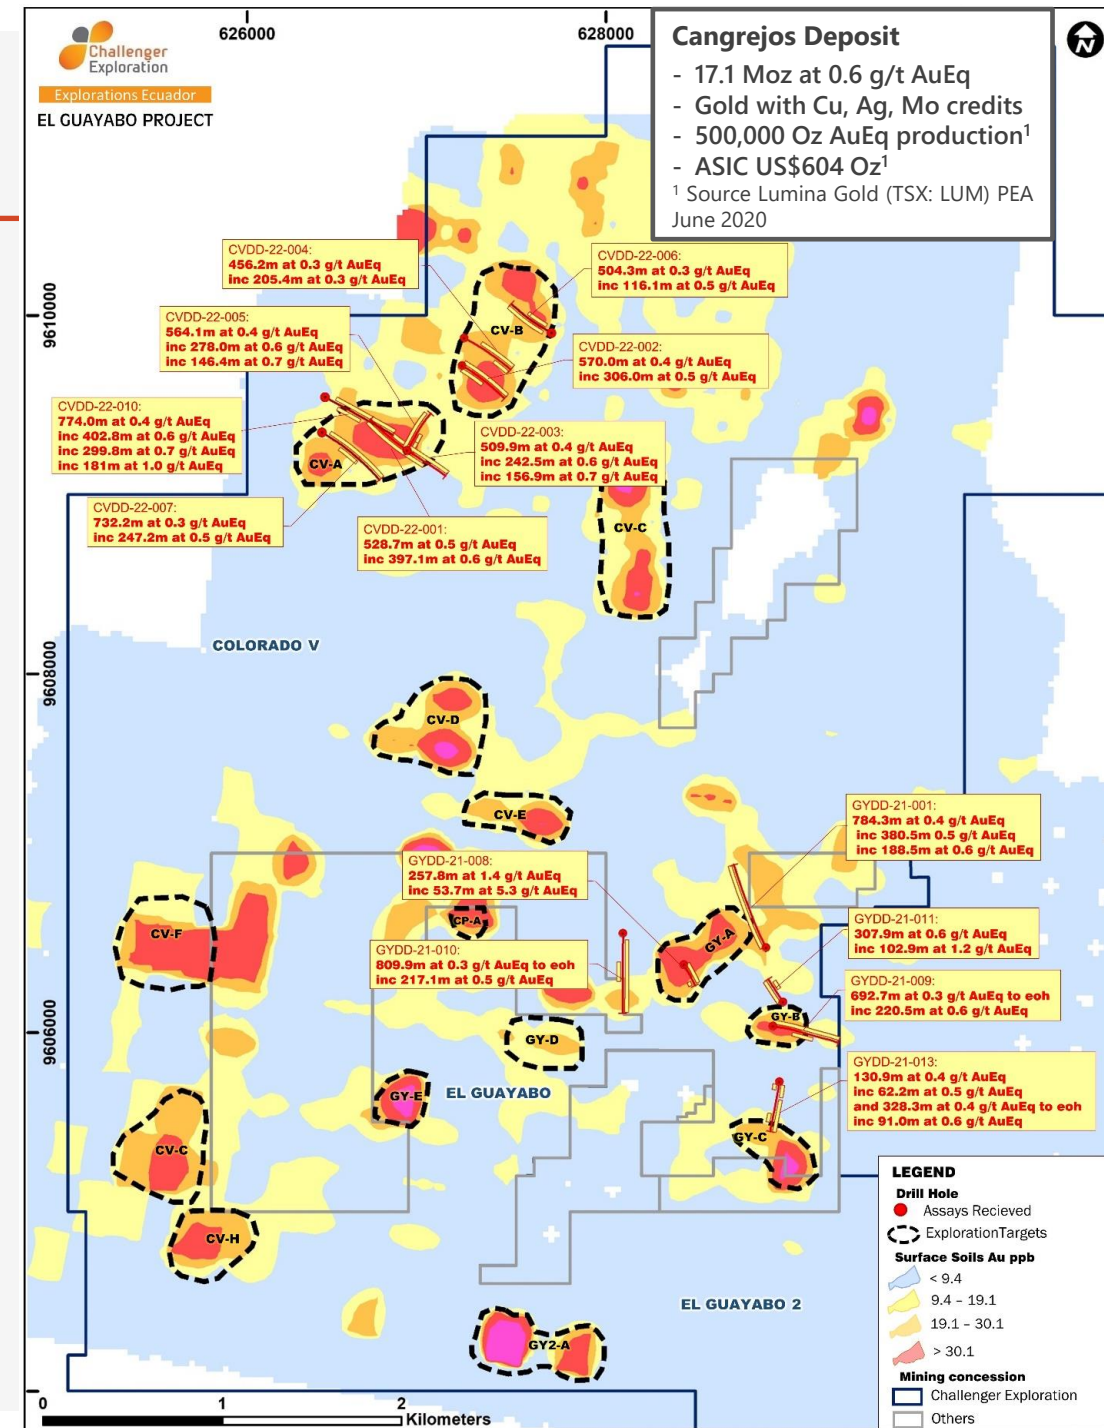 Challenger
Exploration
Explorations Ecuador
EL GUAYABO PROJECT
626000
628000
Cangrejos Deposit
- 17.1 Moz at 0.6 g/t AuEq
- Gold with Cu, Ag, Mo credits
- 500,000 Oz AuEq production¹
- ASIC US$604 Oz¹
¹ Source Lumina Gold (TSX: LUM) PEA
June 2020
N
9610000
9608000
9606000
CVDD-22-004:
456.2m at 0.3 g/t AuEq
inc 205.4m at 0.3 g/t AuEq
CVDD-22-006:
504.3m at 0.3 g/t AuEq
inc 116.1m at 0.5 g/t AuEq
CVDD-22-005:
564.1m at 0.4 g/t AuEq
inc 278.0m at 0.6 g/t AuEq
inc 146.4m at 0.7 g/t AuEq
CV-B
CVDD-22-002:
570.0m at 0.4 g/t AuEq
inc 306.0m at 0.5 g/t AuEq
CVDD-22-010:
774.0m at 0.4 g/t AuEq
inc 402.8m at 0.6 g/t AuEq
inc 299.8m at 0.7 g/t AuEq
inc 181m at 1.0 g/t AuEq
CVDD-22-003:
509.9m at 0.4 g/t AuEq
inc 242.5m at 0.6 g/t AuEq
inc 156.9m at 0.7 g/t AuEq
CV-A
CVDD-22-007:
732.2m at 0.3 g/t AuEq
inc 247.2m at 0.5 g/t AuEq
CVDD-22-001:
528.7m at 0.5 g/t AuEq
inc 397.1m at 0.6 g/t AuEq
CV-C
COLORADO V
CV-D
CV-E
GYDD-21-001:
784.3m at 0.4 g/t AuEq
inc 380.5m 0.5 g/t AuEq
inc 188.5m at 0.6 g/t AuEq
GYDD-21-008:
257.8m at 1.4 g/t AuEq
inc 53.7m at 5.3 g/t AuEq
CP-A
CV-F
GY-A
GYDD-21-011:
307.9m at 0.6 g/t AuEq
inc 102.9m at 1.2 g/t AuEq
GYDD-21-010:
809.9m at 0.3 g/t AuEq to eoh
inc 217.1m at 0.5 g/t AuEq
GYDD-21-009:
692.7m at 0.3 g/t AuEq to eoh
inc 220.5m at 0.6 g/t AuEq
GY-B
GY-D
GYDD-21-013:
130.9m at 0.4 g/t AuEq
inc 62.2m at 0.5 g/t AuEq
and 328.3m at 0.4 g/t AuEq to eoh
inc 91.0m at 0.6 g/t AuEq
GY-E
EL GUAYABO
GY-C
CV-C
CV-H
EL GUAYABO 2
GY2-A
LEGEND
Drill Hole
Assays Recieved
ExplorationTargets
Surface Soils Au ppb
< 9.4
9.4 - 19.1
19.1 - 30.1
> 30.1
Mining concession
Challenger Exploration
Others
0 1 2
Kilometers